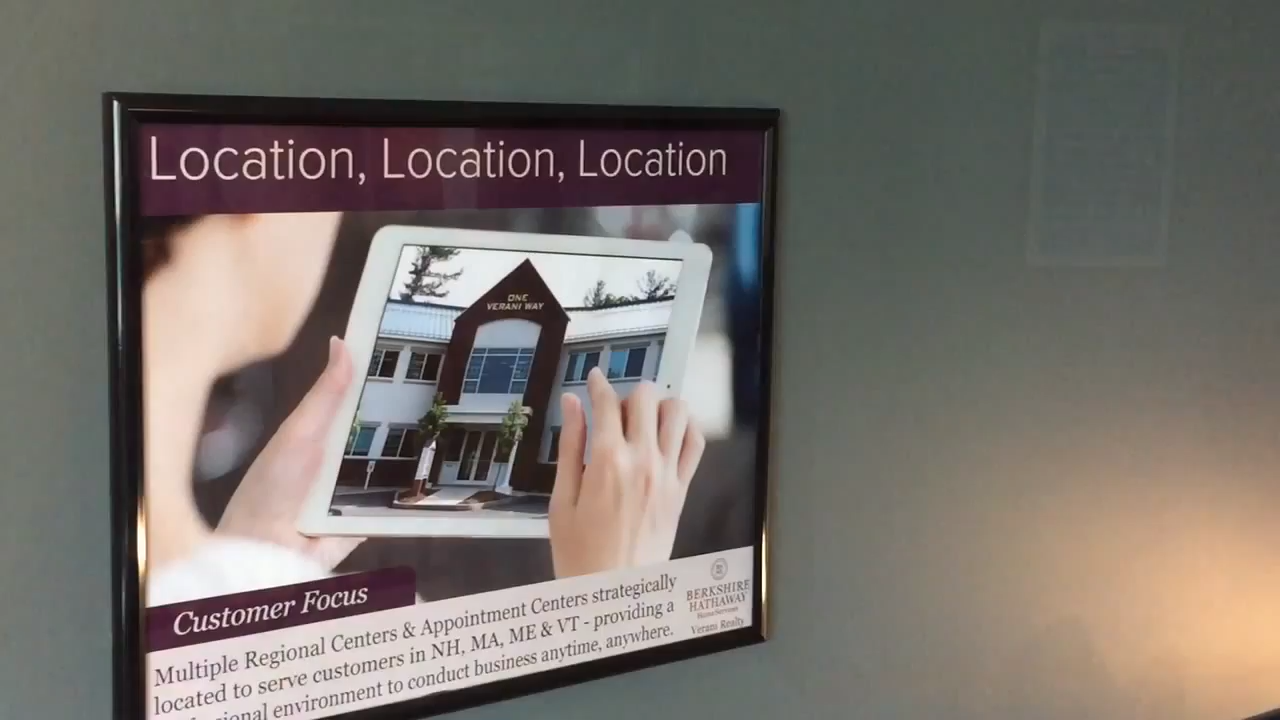 Location, Location, Location
ONE
VERANI WAY
Customer Focus
Multiple Regional Centers & Appointment Centers strategically
located to serve customers in NH, MA, ME & VT - providing a
environment to conduct business anytime, anywhere.
BERKSHIRE
HATHAWAY
HomeServices
Verani Realty